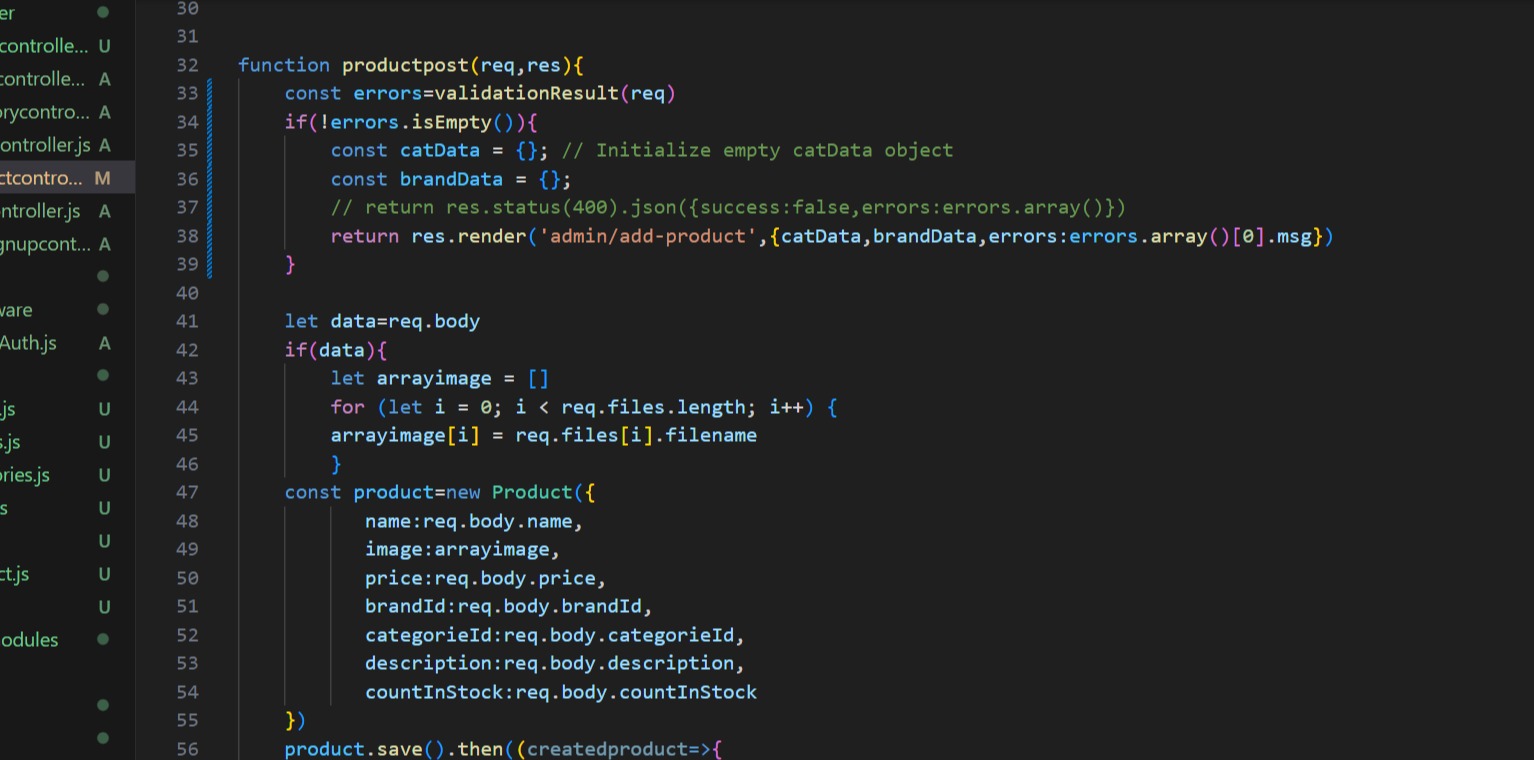 er
controlle... U
controlle... A
rycontro... A
ontroller.js A
ctcontro... M
ntroller.js A
gnupcont... A
ware
Auth.js A
.js U
s.js U
ories.js U
s U
U
ct.js U
U
odules
30
31
32 function productpost(req,res){
33 const errors=validationResult(req)
34 if(!errors.isEmpty()){
35 const catData = {}; // Initialize empty catData object
36 const brandData = {};
37 // return res.status(400).json({success:false,errors:errors.array()})
38 return res.render('admin/add-product',{catData,brandData,errors:errors.array()[0].msg})
39 }
40
41 let data=req.body
42 if(data){
43 let arrayimage = []
44 for (let i = 0; i < req.files.length; i++) {
45 arrayimage[i] = req.files[i].filename
46 }
47 const product=new Product({
48 name:req.body.name,
49 image:arrayimage,
50 price:req.body.price,
51 brandId:req.body.brandId,
52 categorieId:req.body.categorieId,
53 description:req.body.description,
54 countInStock:req.body.countInStock
55 })
56 product.save().then((createdproduct=>{